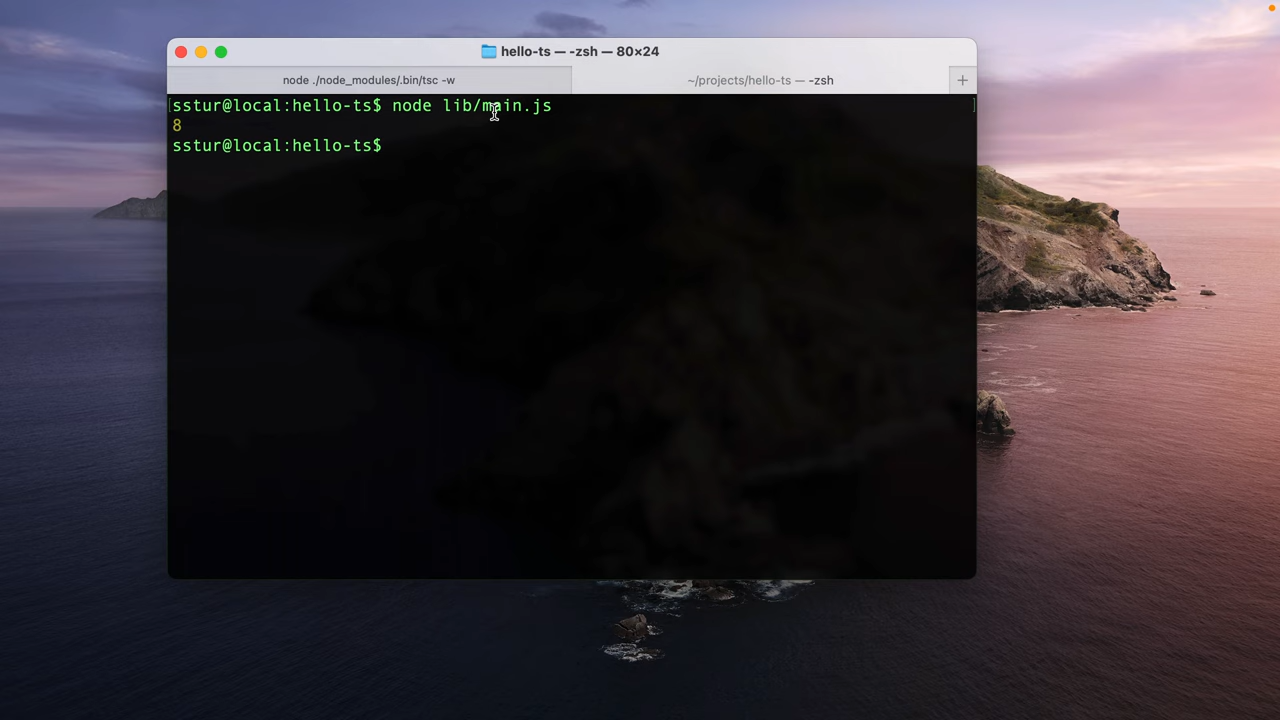 hello-ts — -zsh — 80×24
node ./node_modules/.bin/tsc -w
~/projects/hello-ts — -zsh
+
[sstur@local:hello-ts$ node lib/main.js ]
8
sstur@local:hello-ts$